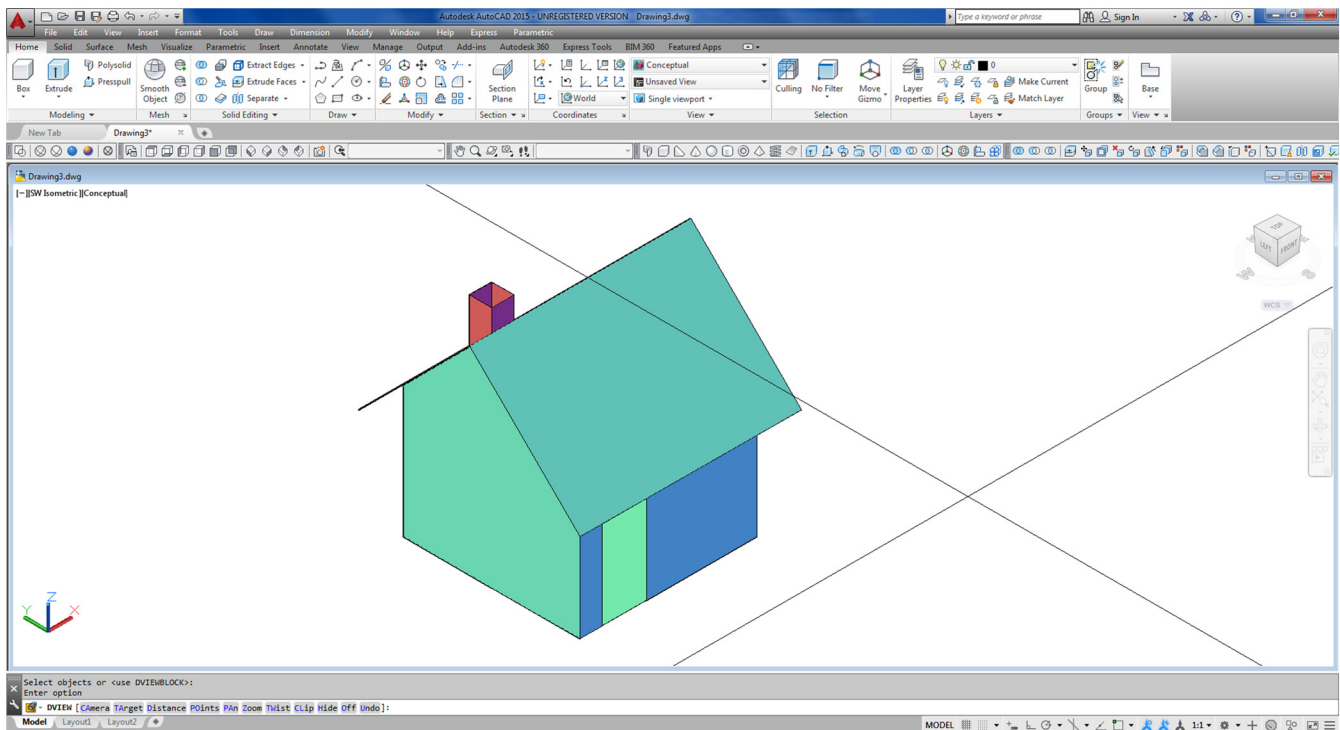 Autodesk AutoCAD 2015 - UNREGISTERED VERSION Drawing3.dwg
Type a keyword or phrase
Sign In
File Edit View Insert Format Tools Draw Dimension Modify Window Help Express Parametric
Home Solid Surface Mesh Visualize Parametric Insert Annotate View Manage Output Add-ins Autodesk 360 Express Tools BIM 360 Featured Apps
Polysolid Extract Edges Conceptual 0
Presspull Extrude Faces Unsaved View Make Current
Box Extrude Smooth Object Separate Section Plane World Single viewport Culling No Filter Move Gizmo Layer Properties Match Layer Group Base
Modeling Mesh Solid Editing Draw Modify Section Coordinates View Selection Layers Groups View
New Tab Drawing3*
Drawing3.dwg
[−][SW Isometric][Conceptual]
TOP
LEFT FRONT
W S
WCS
Z
Y X
Select objects or <use DVIEWBLOCK>:
Enter option
DVIEW [CAmera TArget Distance POints PAn Zoom TWist CLip Hide Off Undo]:
Model Layout1 Layout2
MODEL 1:1